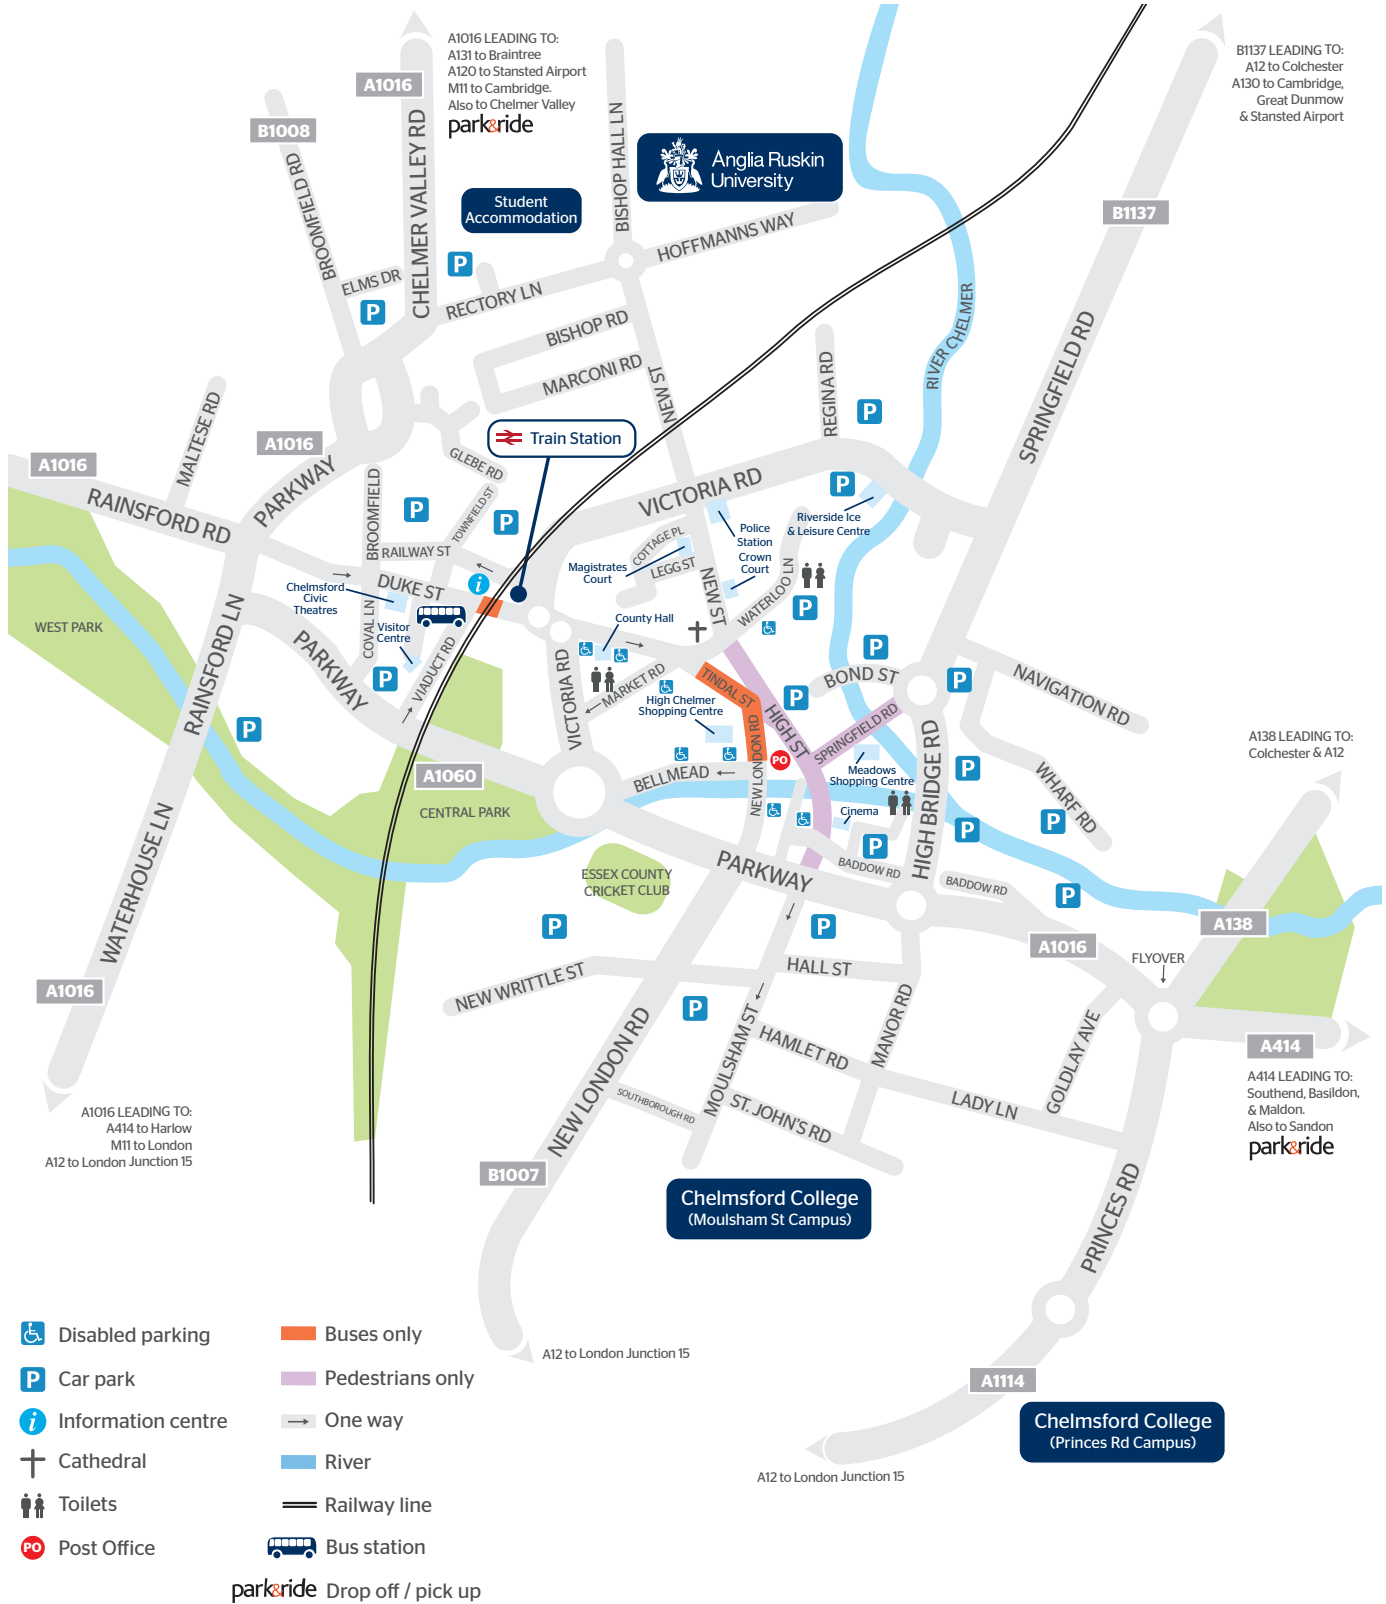 A1016 LEADING TO:
A131 to Braintree
A120 to Stansted Airport
M11 to Cambridge.
Also to Chelmer Valley
park&ride
B1137 LEADING TO:
A12 to Colchester
A130 to Cambridge,
Great Dunmow
& Stansted Airport
A1016
B1008
CHELMER VALLEY RD
BROOMFIELD RD
BISHOP HALL LN
Anglia Ruskin
University
Student
Accommodation
B1137
HOFFMANNS WAY
P
ELMS DR
P
RECTORY LN
BISHOP RD
MARCONI RD
NEW ST
RIVER CHELMER
SPRINGFIELD RD
REGINA RD
P
MALTESE RD
A1016
A1016
Train Station
RAINSFORD RD
PARKWAY
BROOMFIELD
GLEBE RD
TOWNFIELD ST
P
P
VICTORIA RD
P
Riverside Ice
& Leisure Centre
Police
Station
Crown
Court
COTTAGE PL
LEGG ST
Magistrates
Court
NEW ST
WATERLOO LN
RAILWAY ST
DUKE ST
i
Chelmsford
Civic
Theatres
COVAL LN
Visitor
Centre
VIADUCT RD
P
County Hall
P
WEST PARK
RAINSFORD LN
PARKWAY
P
VICTORIA RD
MARKET RD
TINDAL ST
HIGH ST
High Chelmer
Shopping Centre
NEW LONDON RD
PO
P
P
BOND ST
P
SPRINGFIELD RD
NAVIGATION RD
Meadows
Shopping Centre
HIGH BRIDGE RD
P
WHARF RD
A138 LEADING TO:
Colchester & A12
A1060
BELLMEAD
CENTRAL PARK
Cinema
P
P
P
BADDOW RD
BADDOW RD
P
WATERHOUSE LN
ESSEX COUNTY
CRICKET CLUB
PARKWAY
P
P
A138
A1016
FLYOVER
A1016
NEW WRITTLE ST
HALL ST
P
NEW LONDON RD
MOULSHAM ST
HAMLET RD
MANOR RD
GOLDLAY AVE
LADY LN
A414
A414 LEADING TO:
Southend, Basildon,
& Maldon.
Also to Sandon
park&ride
SOUTHBOROUGH RD
ST. JOHN'S RD
A1016 LEADING TO:
A414 to Harlow
M11 to London
A12 to London Junction 15
B1007
Chelmsford College
(Moulsham St Campus)
PRINCES RD
A12 to London Junction 15
A1114
Chelmsford College
(Princes Rd Campus)
A12 to London Junction 15
Disabled parking
P Car park
i Information centre
Cathedral
Toilets
PO Post Office
Buses only
Pedestrians only
One way
River
Railway line
Bus station
park&ride Drop off / pick up